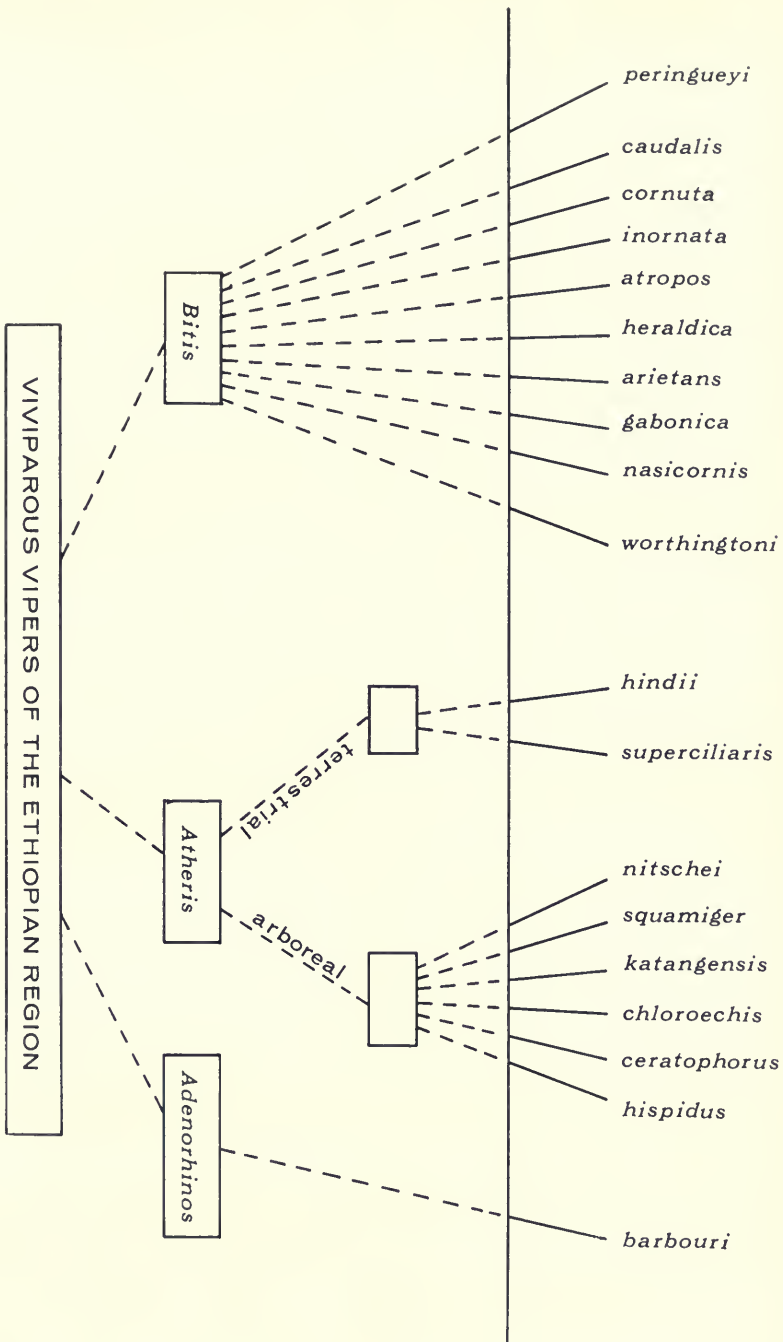 peringueyi
caudalis
cornuta
inornata
atropos
heraldica
arietans
gabonica
nasicornis
worthingtoni
hindii
superciliaris
nitschei
squamiger
katangensis
chloroechis
ceratophorus
hispidus
barbouri
terrestrial
arboreal
Bitis
Atheris
Adenorhinos
VIVIPAROUS VIPERS OF THE ETHIOPIAN REGION